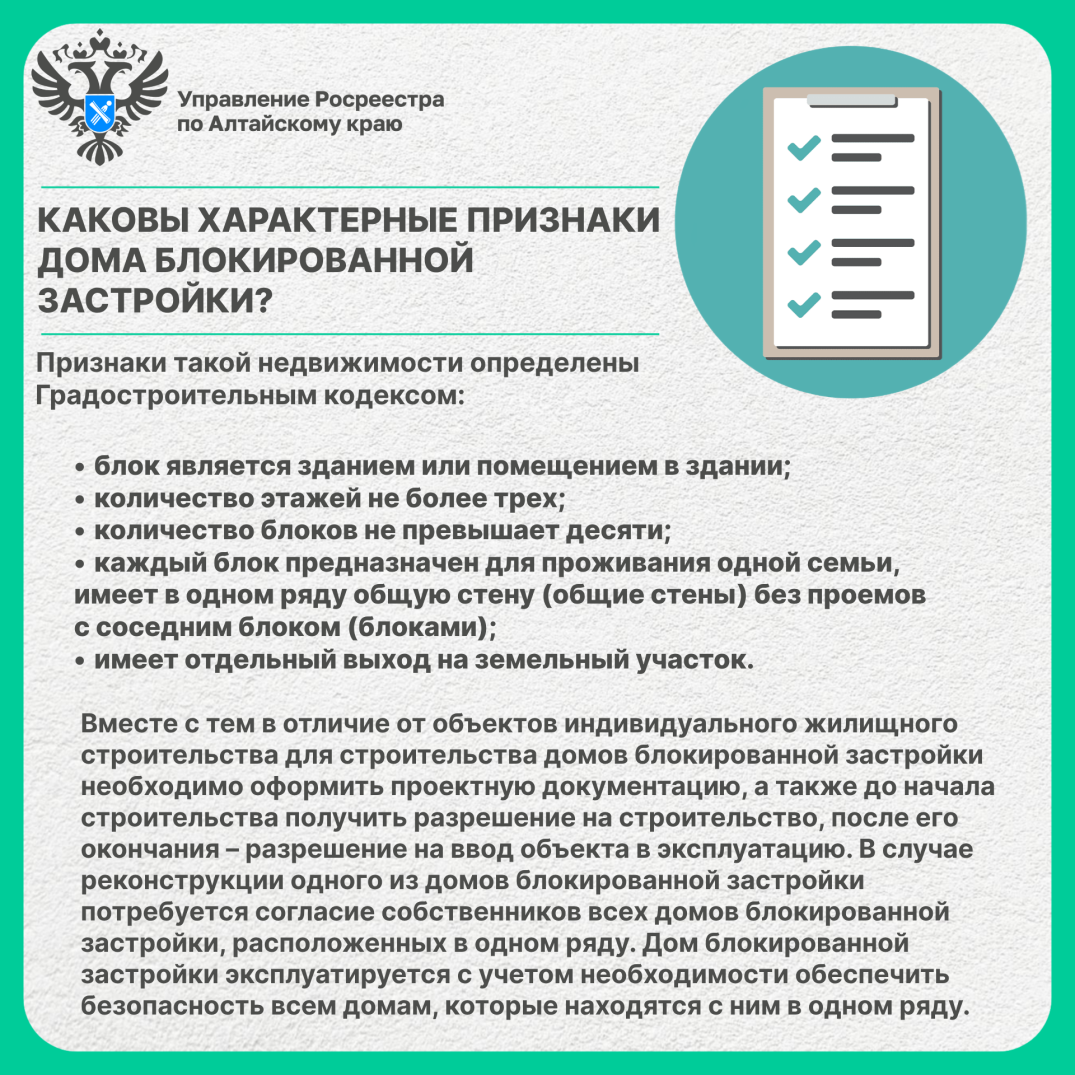 Управление Росреестра
по Алтайскому краю
КАКОВЫ ХАРАКТЕРНЫЕ ПРИЗНАКИ
ДОМА БЛОКИРОВАННОЙ
ЗАСТРОЙКИ?
Признаки такой недвижимости определены
Градостроительным кодексом:
• блок является зданием или помещением в здании;
• количество этажей не более трех;
• количество блоков не превышает десяти;
• каждый блок предназначен для проживания одной семьи,
имеет в одном ряду общую стену (общие стены) без проемов
с соседним блоком (блоками);
• имеет отдельный выход на земельный участок.
Вместе с тем в отличие от объектов индивидуального жилищного
строительства для строительства домов блокированной застройки
необходимо оформить проектную документацию, а также до начала
строительства получить разрешение на строительство, после его
окончания – разрешение на ввод объекта в эксплуатацию. В случае
реконструкции одного из домов блокированной застройки
потребуется согласие собственников всех домов блокированной
застройки, расположенных в одном ряду. Дом блокированной
застройки эксплуатируется с учетом необходимости обеспечить
безопасность всем домам, которые находятся с ним в одном ряду.